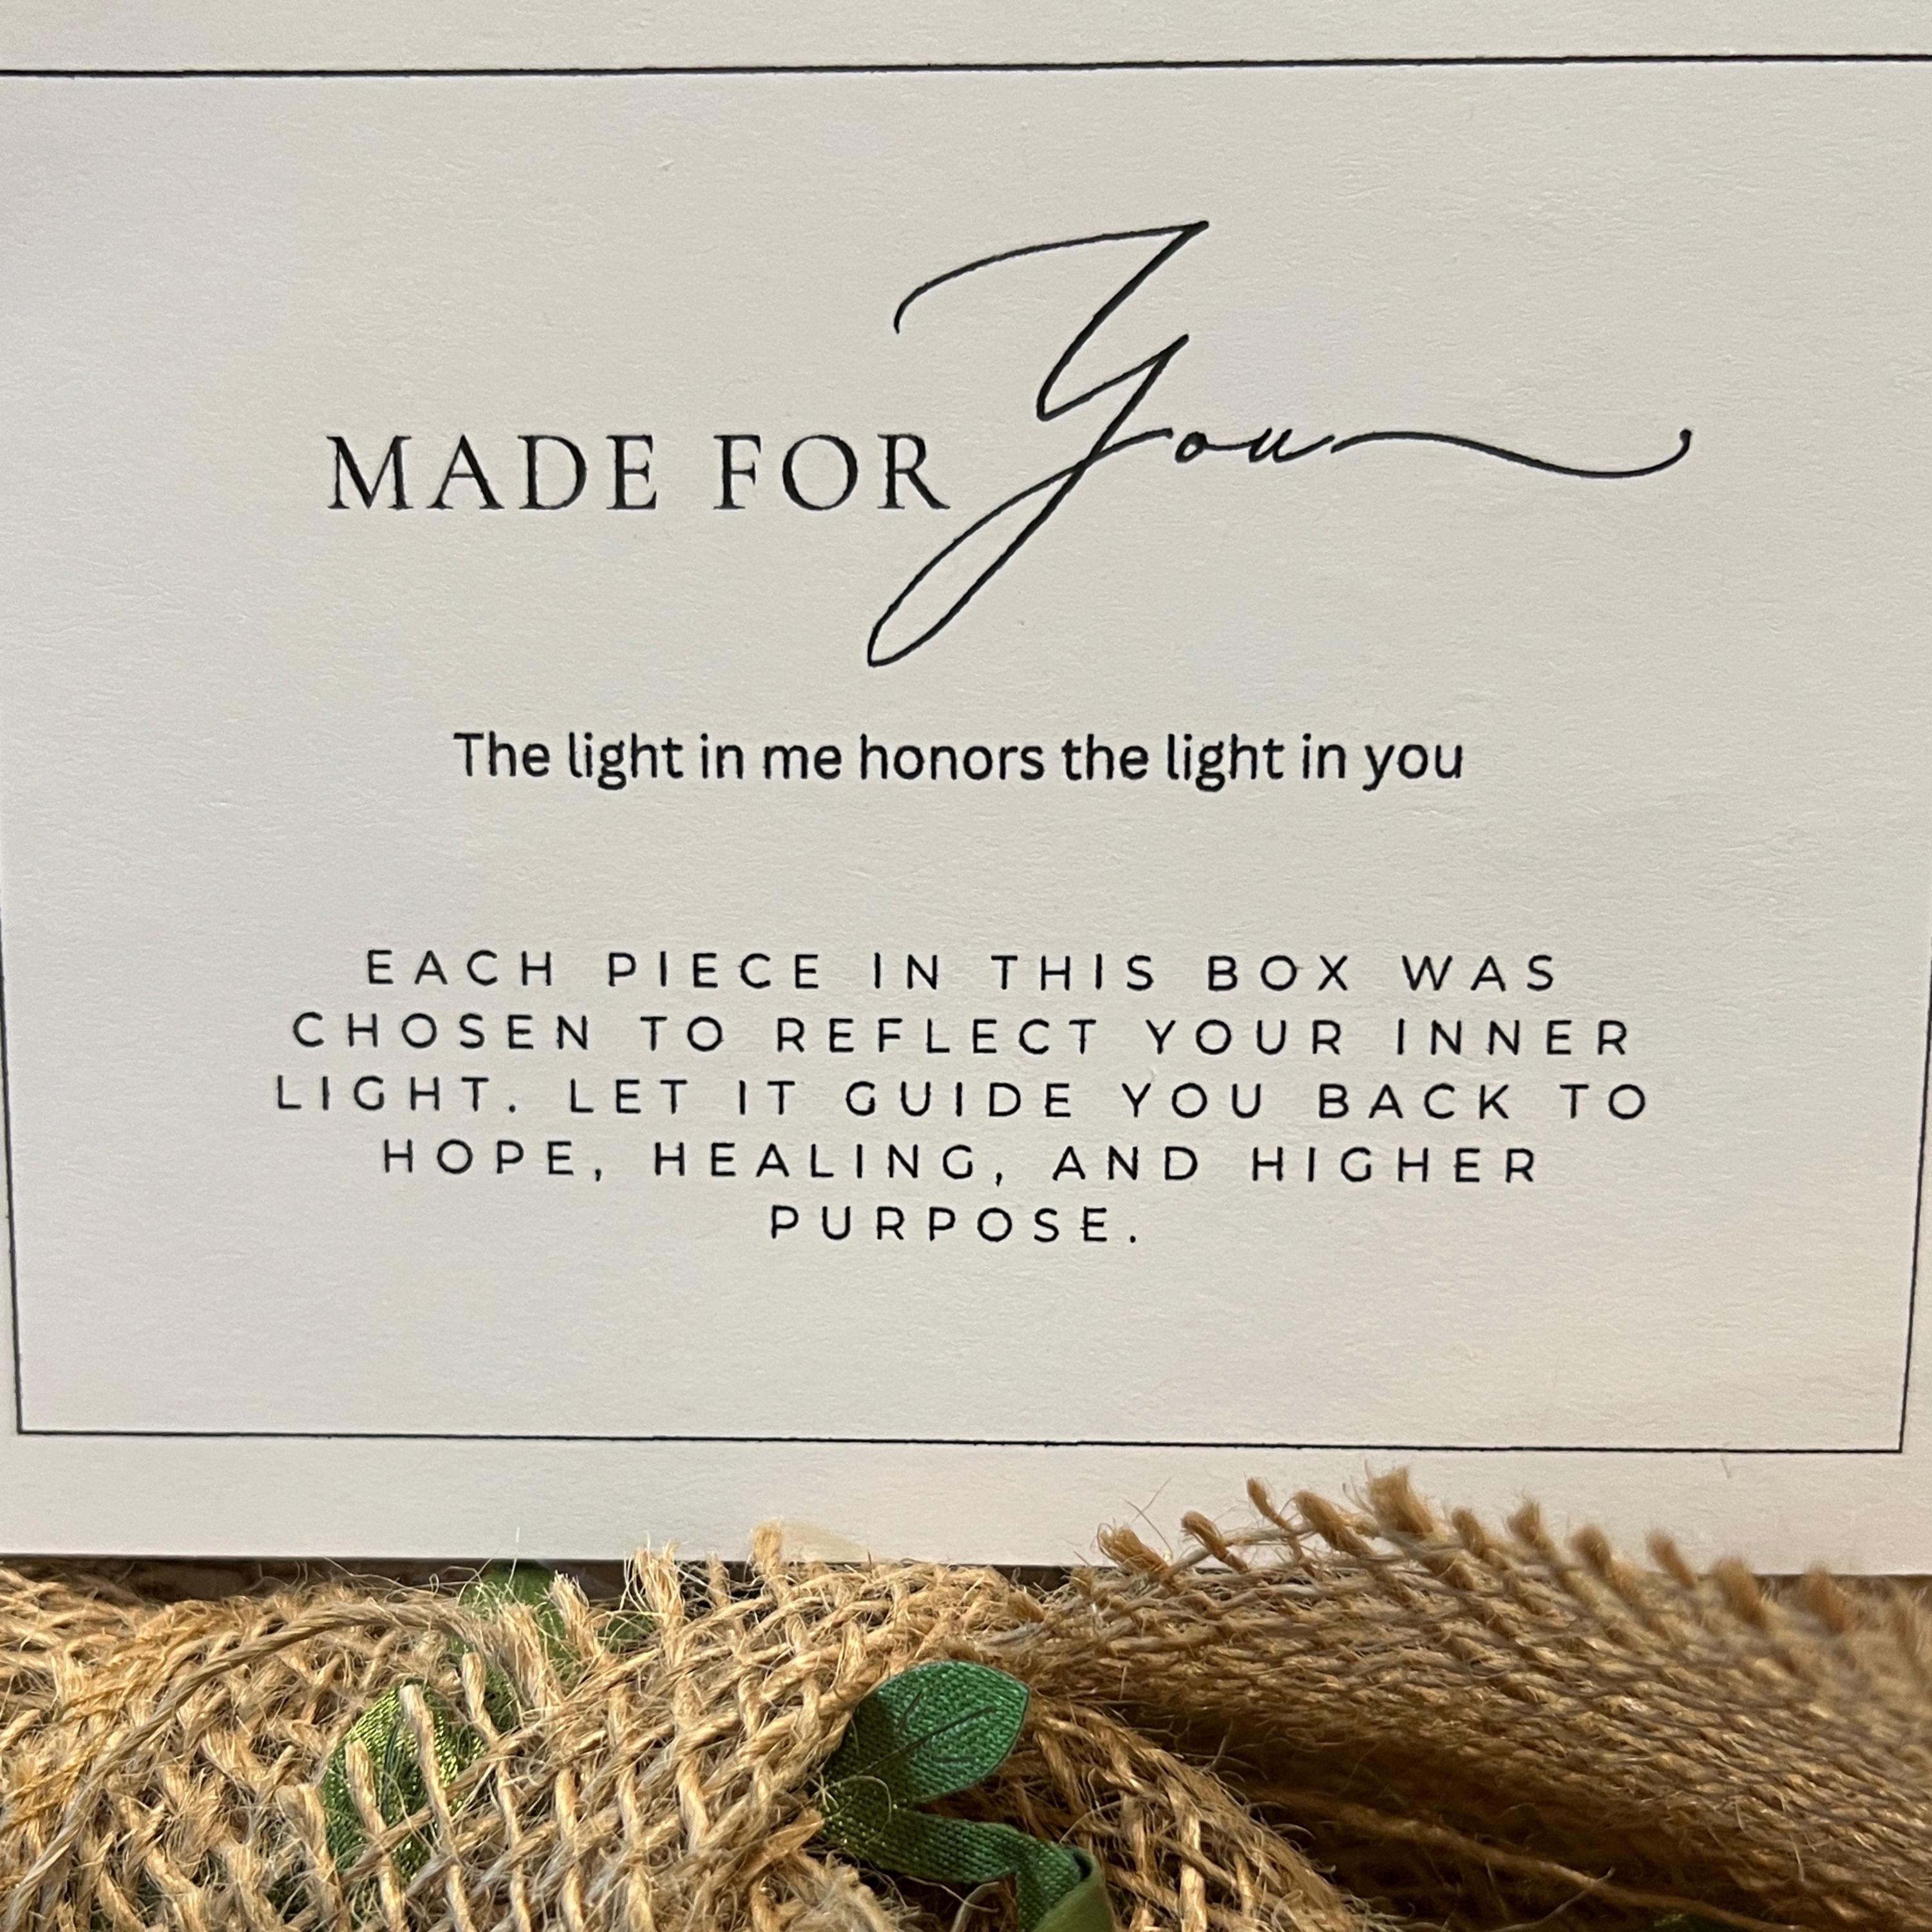 MADE FOR You
The light in me honors the light in you
EACH PIECE IN THIS BOX WAS
CHOSEN TO REFLECT YOUR INNER
LIGHT. LET IT GUIDE YOU BACK TO
HOPE, HEALING, AND HIGHER
PURPOSE.